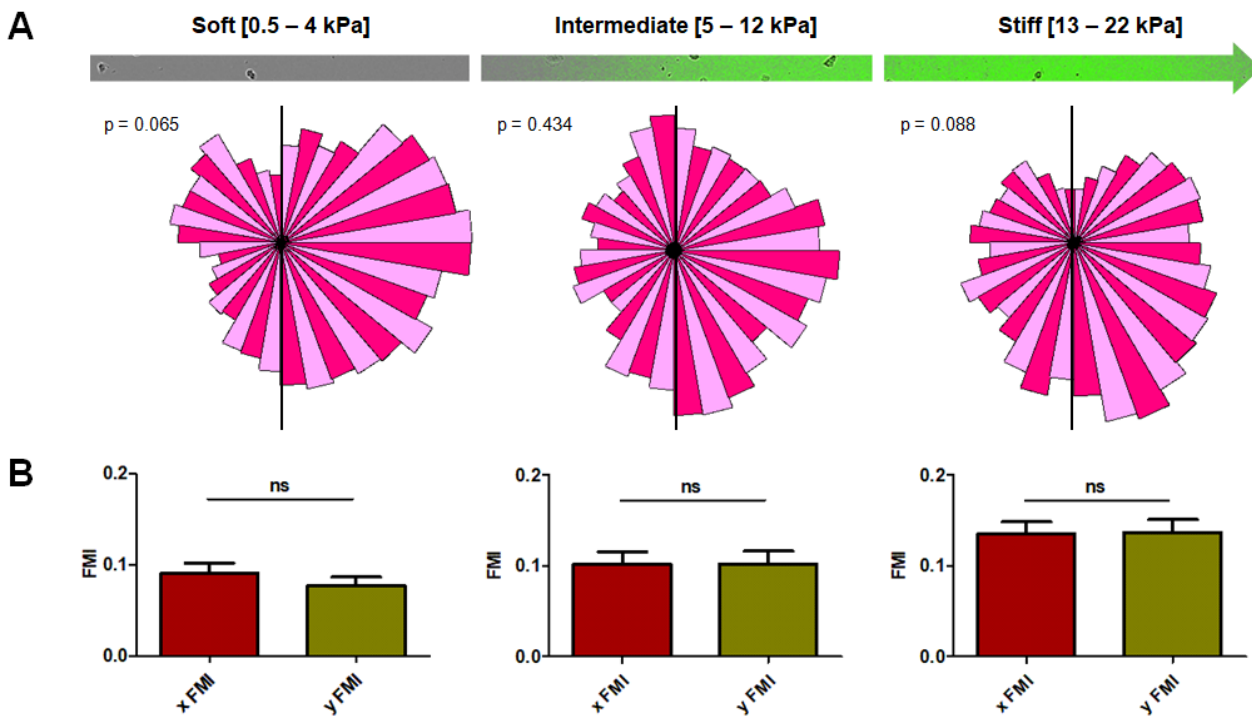 A
Soft [0.5 – 4 kPa]
Intermediate [5 – 12 kPa]
Stiff [13 – 22 kPa]
p = 0.065
p = 0.434
p = 0.088
B
0.2
0.1
0.0
FMI
ns
x FMI
y FMI
0.2
0.1
0.0
FMI
ns
x FMI
y FMI
0.2
0.1
0.0
FMI
ns
x FMI
y FMI